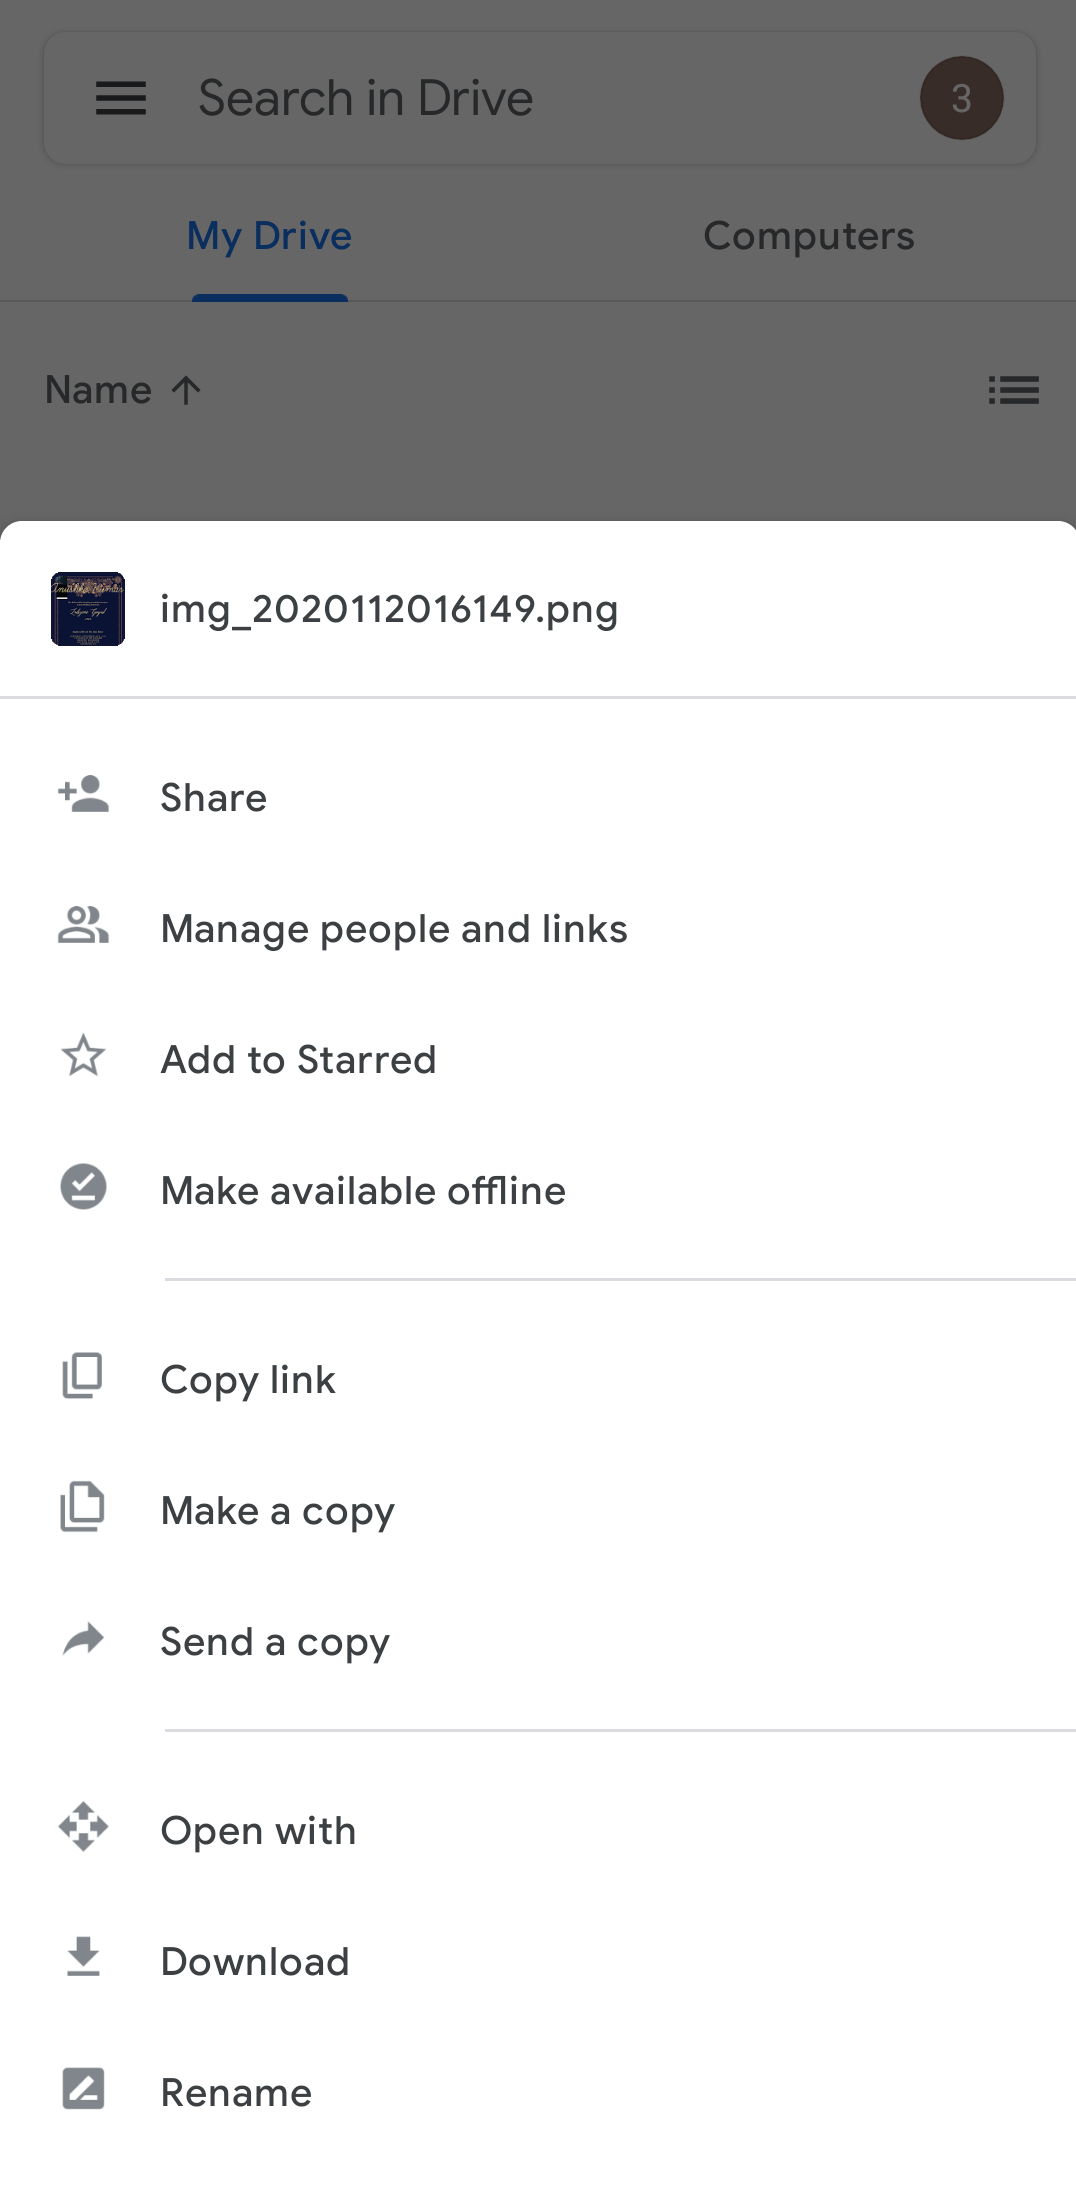 Search in Drive
3
My Drive
Computers
Name
img_2020112016149.png
Share
Manage people and links
Add to Starred
Make available offline
Copy link
Make a copy
Send a copy
Open with
Download
Rename